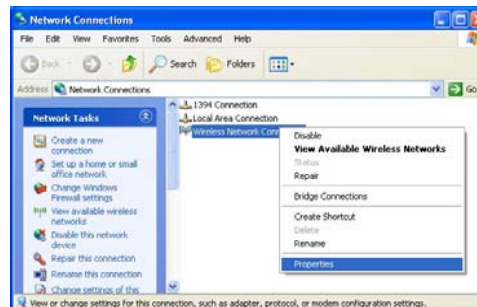 Network Connections
File Edit View Favorites Tools Advanced Help
Back Search Folders
Address Network Connections Go
Network Tasks
Create a new
connection
Set up a home or small
office network
Change Windows
Firewall settings
View available wireless
networks
Disable this network
device
Repair this connection
Rename this connection
Change settings of this
1394 Connection
Local Area Connection
Wireless Network Conn
Disable
View Available Wireless Networks
Status
Repair
Bridge Connections
Create Shortcut
Delete
Rename
Properties
View or change settings for this connection, such as adapter, protocol, or modem configuration settings.